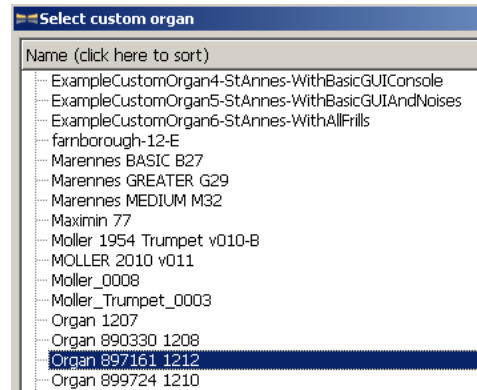 Select custom organ
Name (click here to sort)
ExampleCustomOrgan4-StAnnes-WithBasicGUIConsole
ExampleCustomOrgan5-StAnnes-WithBasicGUIAndNoises
ExampleCustomOrgan6-StAnnes-WithAllFrills
farnborough-12-E
Marennes BASIC B27
Marennes GREATER G29
Marennes MEDIUM M32
Maximin 77
Moller 1954 Trumpet v010-B
MOLLER 2010 v011
Moller_0008
Moller_Trumpet_0003
Organ 1207
Organ 890330 1208
Organ 897161 1212
Organ 899724 1210